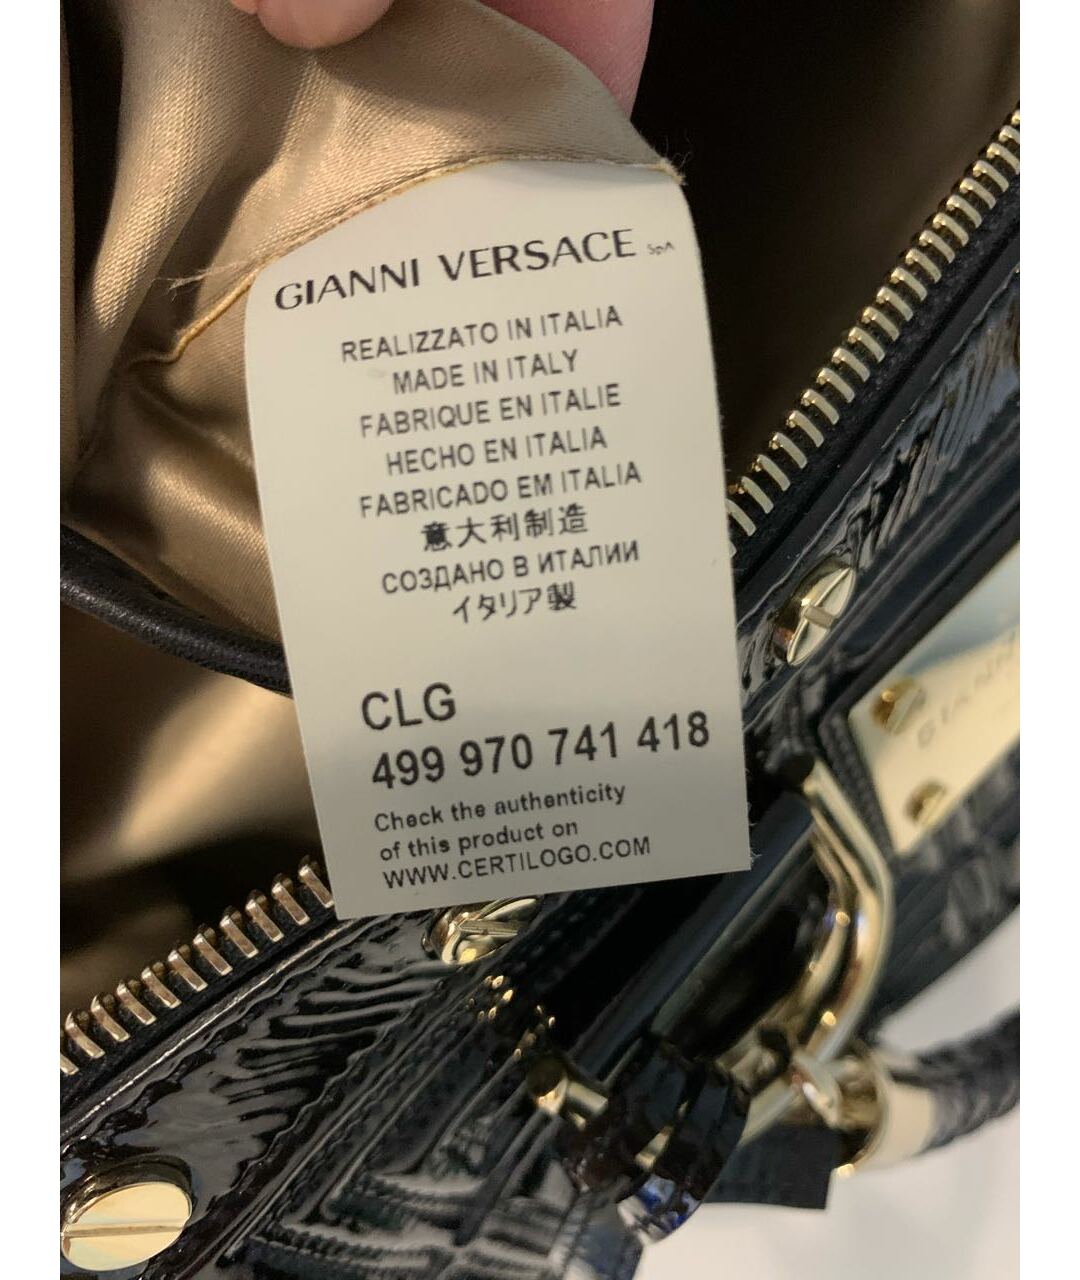 GIANNI VERSACE SpA
REALIZZATO IN ITALIA
MADE IN ITALY
FABRIQUE EN ITALIE
HECHO EN ITALIA
FABRICADO EM ITALIA
意大利制造
СОЗДАНО В ИТАЛИИ
イタリア製
CLG
499 970 741 418
Check the authenticity
of this product on
WWW.CERTILOGO.COM
GIANNI